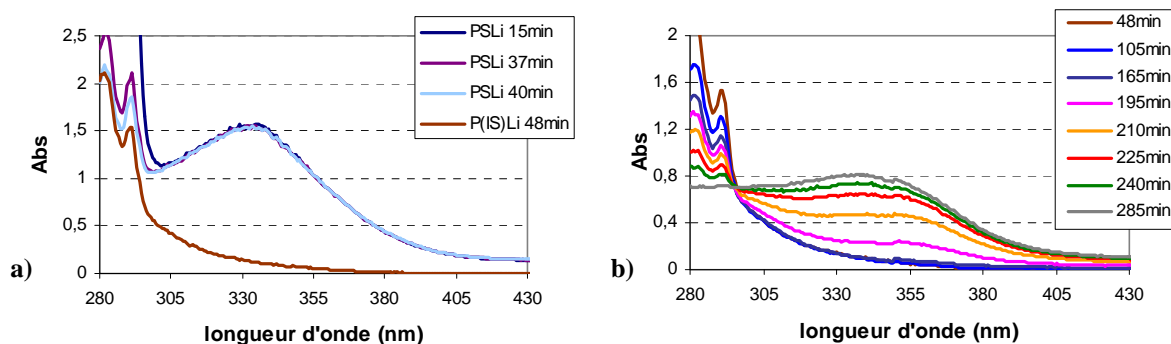 PSLi 15min
PSLi 37min
PSLi 40min
P(IS)Li 48min
Abs
2,5
2
1,5
1
0,5
0
280 305 330 355 380 405 430
longueur d'onde (nm)
a)
48min
105min
165min
195min
210min
225min
240min
285min
Abs
2
1,6
1,2
0,8
0,4
0
280 305 330 355 380 405 430
longueur d'onde (nm)
b)